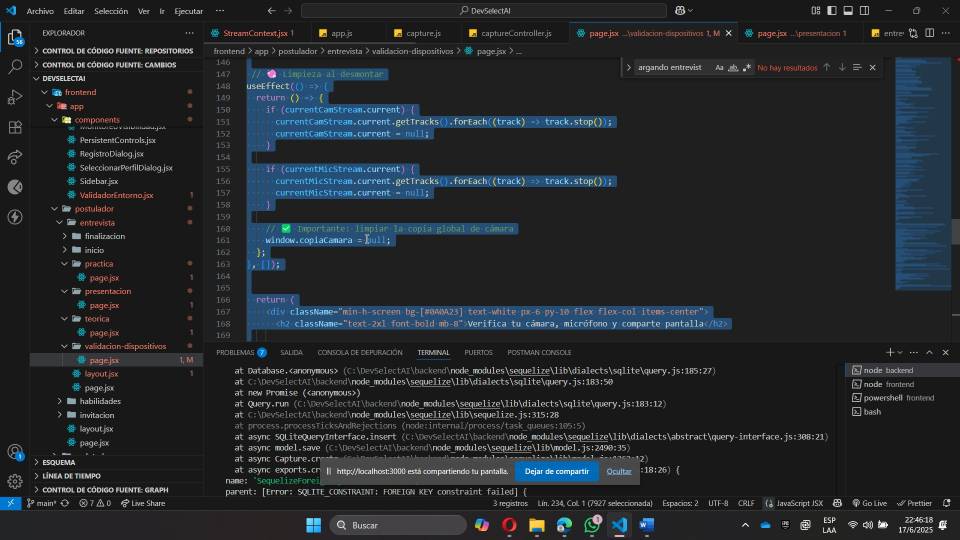 Archivo
Editar
Selección
Ver
Ir
Ejecutar
···
DevSelectAI
EXPLORADOR
StreamContext.jsx 1
app.js
capture.js
captureController.js
page.jsx ...\validacion-dispositivos 1, M
page.jsx ...\presentacion 1
frontend > app > postulador > entrevista > validacion-dispositivos > page.jsx > ...
CONTROL DE CÓDIGO FUENTE: REPOSITORIOS
CONTROL DE CÓDIGO FUENTE: CAMBIOS
DEVSELECTAI
frontend
app
components
PersistentControls.jsx
RegistroDialog.jsx
SeleccionarPerfilDialog.jsx
Sidebar.jsx
ValidadorEntorno.jsx 1
postulador
entrevista
finalizacion
inicio
practica
page.jsx 1
presentacion
page.jsx 1
teorica
page.jsx 1
validacion-dispositivos
page.jsx 1, M
layout.jsx 1
page.jsx
habilidades
invitacion
layout.jsx
page.jsx
ESQUEMA
LÍNEA DE TIEMPO
CONTROL DE CÓDIGO FUENTE: GRAPH
argando entrevist
Aa ab .*
No hay resultados
146
147 // 🧠 Limpieza al desmontar
148 useEffect(() => {
149 return () => {
150 if (currentCamStream.current) {
151 currentCamStream.current.getTracks().forEach((track) => track.stop());
152 currentCamStream.current = null;
153 }
154
155 if (currentMicStream.current) {
156 currentMicStream.current.getTracks().forEach((track) => track.stop());
157 currentMicStream.current = null;
158 }
159
160 // ✅ Importante: limpiar la copia global de cámara
161 window.copiaCamara = null;
162 };
163 }, []);
164
165
166 return (
167 <div className="min-h-screen bg-[#0A0A23] text-white px-6 py-10 flex flex-col items-center">
168 <h2 className="text-2xl font-bold mb-8">Verifica tu cámara, micrófono y comparte pantalla</h2>
169
PROBLEMAS 7
SALIDA
CONSOLA DE DEPURACIÓN
TERMINAL
PUERTOS
POSTMAN CONSOLE
at Database.<anonymous> (C:\DevSelectAI\backend\node_modules\sequelize\lib\dialects\sqlite\query.js:185:27)
at C:\DevSelectAI\backend\node_modules\sequelize\lib\dialects\sqlite\query.js:183:50
at new Promise (<anonymous>)
at Query.run (C:\DevSelectAI\backend\node_modules\sequelize\lib\dialects\sqlite\query.js:183:12)
at C:\DevSelectAI\backend\node_modules\sequelize\lib\sequelize.js:315:28
at process.processTicksAndRejections (node:internal/process/task_queues:105:5)
at async SQLiteQueryInterface.insert (C:\DevSelectAI\backend\node_modules\sequelize\lib\dialects\abstract\query-interface.js:308:21)
at async model.save (C:\DevSelectAI\backend\node_modules\sequelize\lib\model.js:2490:35)
at async exports.cr
:18:26) {
name: 'SequelizeForei
parent: [Error: SQLITE_CONSTRAINT: FOREIGN KEY constraint failed] {
node backend
node frontend
powershell frontend
bash
http://localhost:3000 está compartiendo tu pantalla.
Dejar de compartir
Ocultar
main*
7 0
Live Share
3 registros
Lín. 234, Col. 1 (7927 seleccionada)
Espacios: 2
UTF-8
CRLF
JavaScript JSX
Go Live
Prettier
Buscar
ESP
LAA
22:46:18
17/6/2025